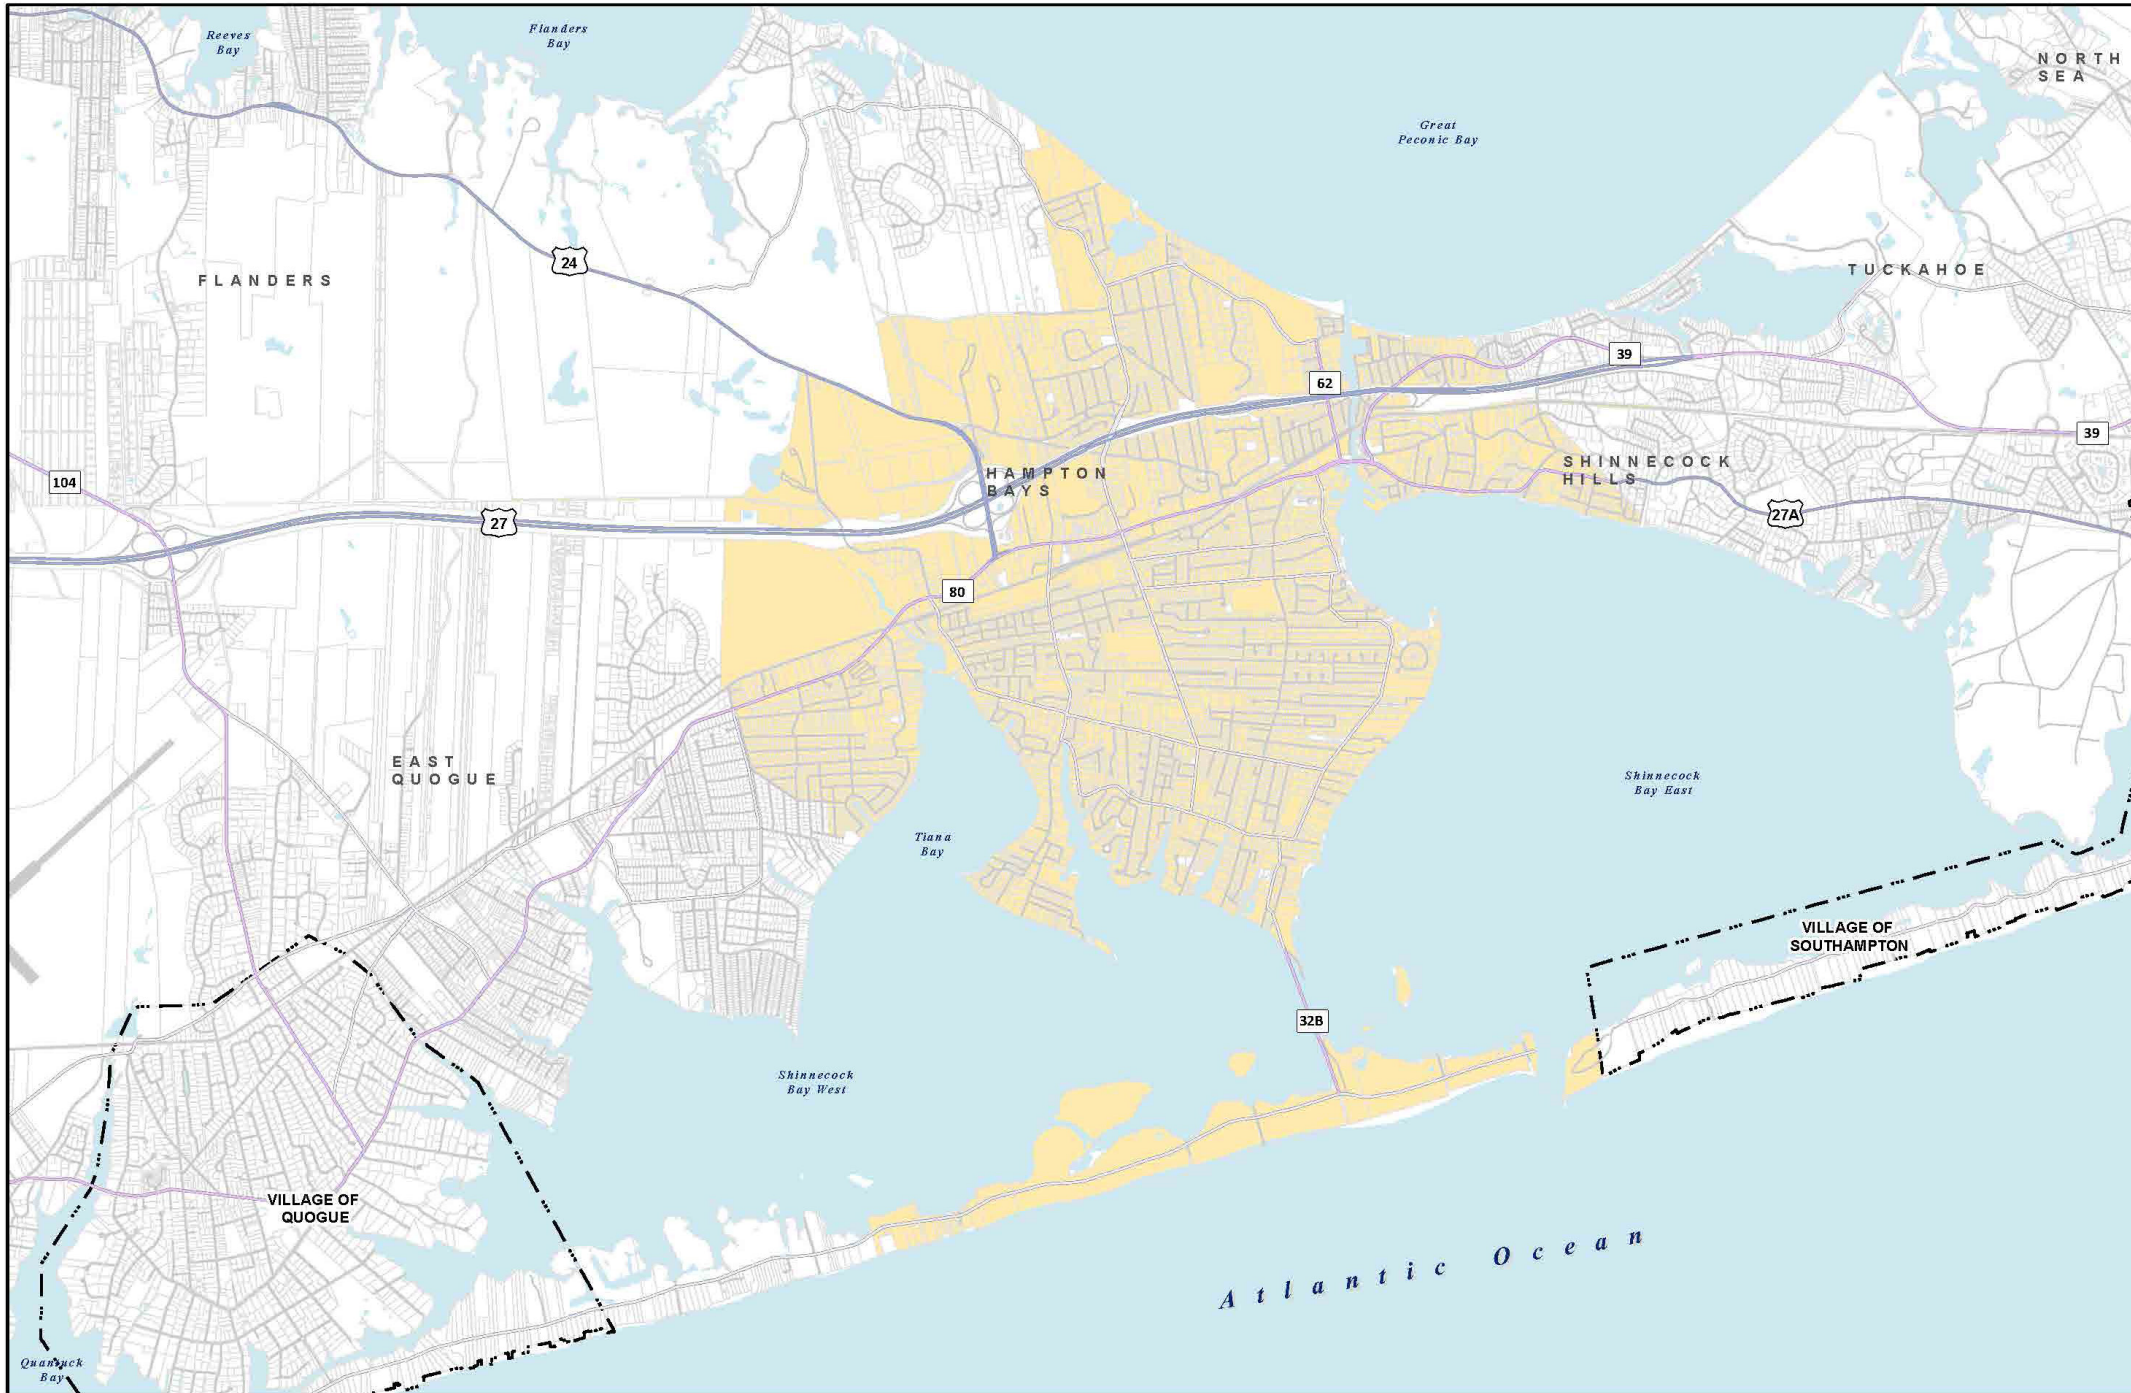 Reeves
Bay
Flanders
Bay
NORTH
SEA
Great
Peconic Bay
24
FLANDERS
TUCKAHOE
39
62
39
HAMPTON
BAYS
SHINNECOCK
HILLS
104
27
27A
80
EAST
QUOGUE
Shinnecock
Bay East
Tiana
Bay
VILLAGE OF
SOUTHAMPTON
32B
Shinnecock
Bay West
VILLAGE OF
QUOGUE
Atlantic Ocean
Quantuck
Bay